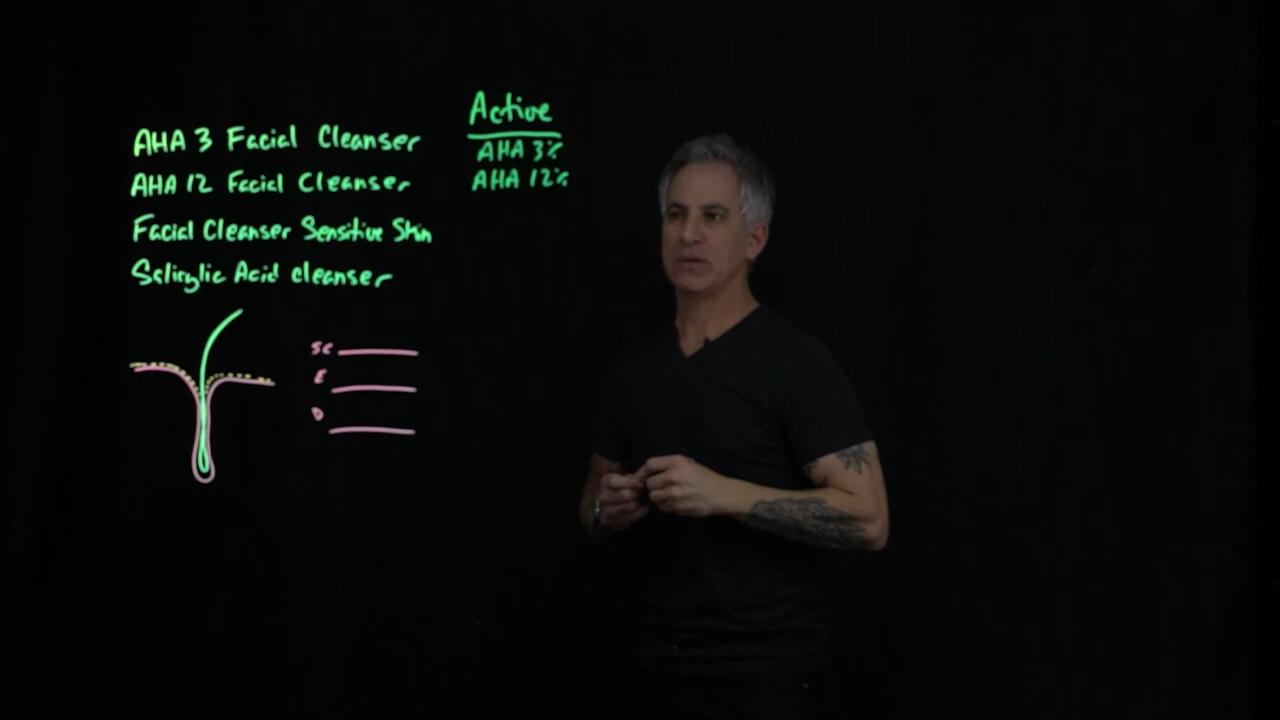 Active
AHA 3 Facial Cleanser
AHA 3%
AHA 12 Facial Cleanser
AHA 12%
Facial Cleanser Sensitive Skin
Salicylic Acid cleanser
SC
E
D